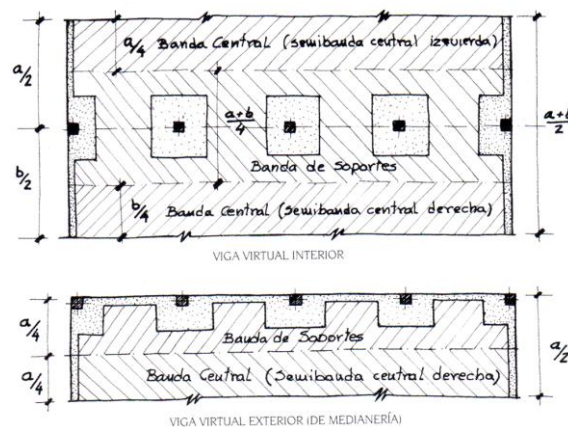 a/4 Banda Central (semibanda central izquierda)
a/2
a+b/4
a+b/2
Banda de Soportes
b/2
b/4 Banda Central (Semibanda central derecha)
VIGA VIRTUAL INTERIOR
a/4
Banda de Soportes
a/2
a/4
Banda Central (Semibanda central derecha)
VIGA VIRTUAL EXTERIOR (DE MEDIANERÍA)